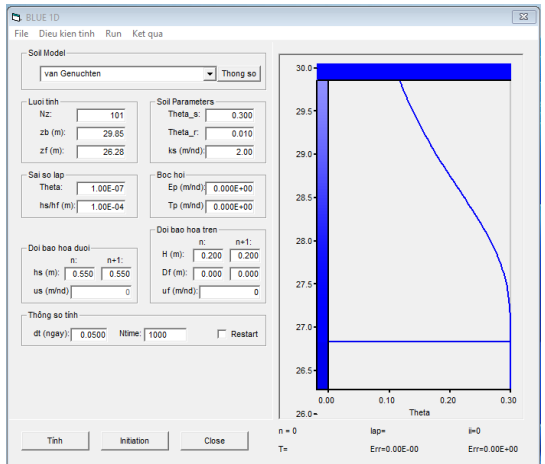 BLUE 1D
File Dieu kien tinh Run Ket qua
Soil Model
van Genuchten
Thong so
Luoi tinh
Nz: 101
zb (m): 29.85
zf (m): 26.28
Soil Parameters
Theta_s: 0.300
Theta_r: 0.010
ks (m/nd): 2.00
Sai so lap
Theta: 1.00E-07
hs/hf (m): 1.00E-04
Boc hoi
Ep (m/nd): 0.000E+00
Tp (m/nd) 0.000E+00
Doi bao hoa duoi
n: n+1:
hs (m): 0.550 0.550
us (m/nd) 0
Doi bao hoa tren
n: n+1:
H (m): 0.200 0.200
Df (m): 0.000 0.000
uf (m/nd): 0
Thông so tính
dt (ngay): 0.0500 Ntime: 1000 Restart
Tính Initiation Close
30.0
29.5
29.0
28.5
28.0
27.5
27.0
26.5
26.0
0.00 0.10 0.20 0.30
Theta
n = 0 lap= ii=0
T= Err=0.00E-00 Err=0.00E+00